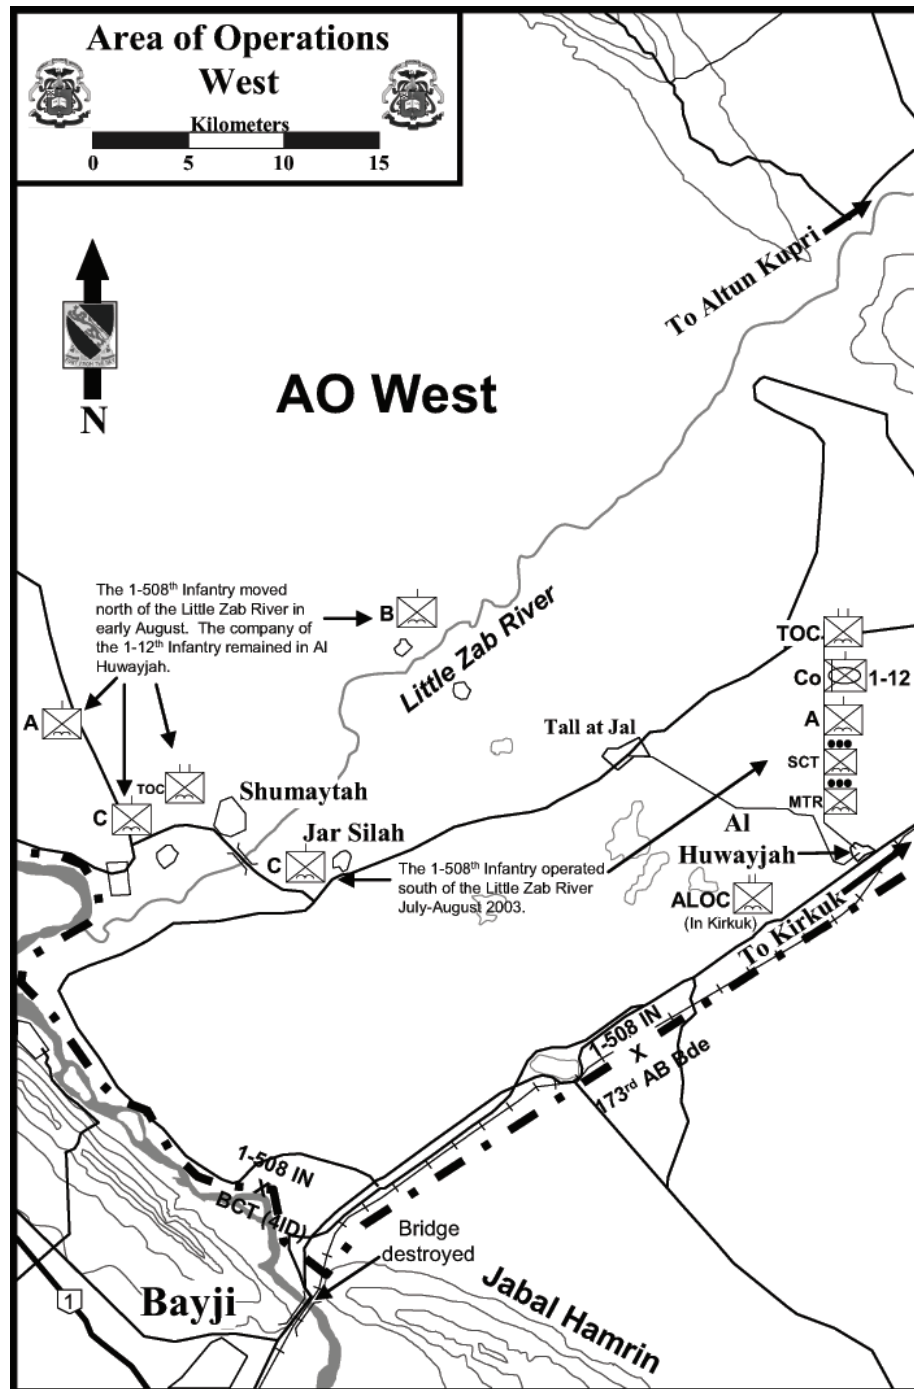 Area of Operations
West
Kilometers
0 5 10 15
To Altun Kupri
N
AO West
The 1-508th Infantry moved
north of the Little Zab River in
early August. The company of
the 1-12th Infantry remained in Al
Huwayjah.
B
Little Zab River
TOC
Co 1-12
A
SCT
MTR
A
TOC
C
Tall at Jal
Shumaytah
Jar Silah
C
Al
Huwayjah
The 1-508th Infantry operated
south of the Little Zab River
July-August 2003.
ALOC
(In Kirkuk)
To Kirkuk
1-508 IN
X
173rd AB Bde
1-508 IN
X
BCT (4ID)
Bridge
destroyed
1
Bayji
Jabal Hamrin